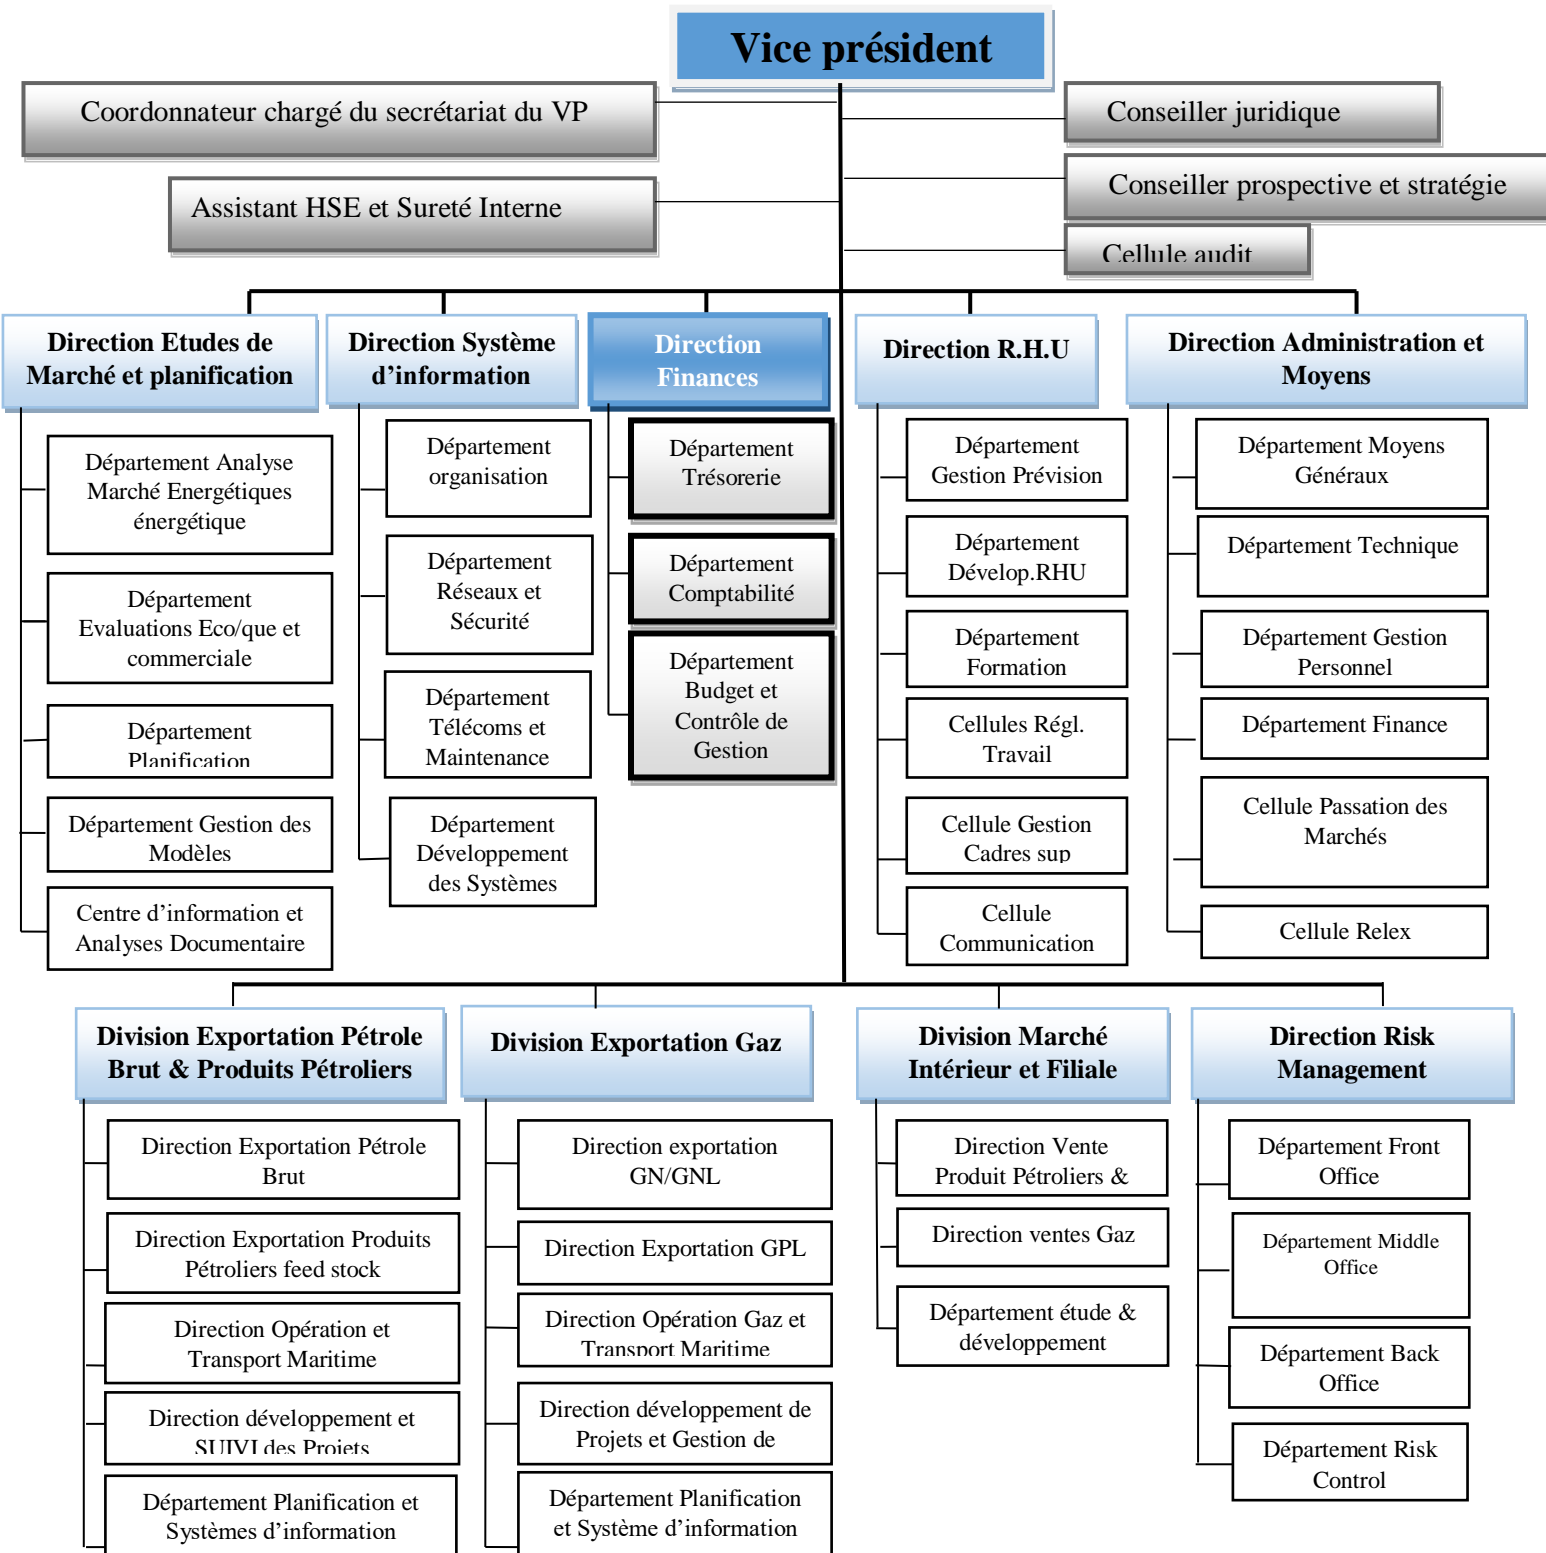 Vice président
Coordonnateur chargé du secrétariat du VP
Conseiller juridique
Assistant HSE et Sureté Interne
Conseiller prospective et stratégie
Cellule audit
Direction Etudes de
Marché et planification
Département Analyse
Marché Energétiques
énergétique
Département
Evaluations Eco/que et
commerciale
Département
Planification
Département Gestion des
Modèles
Centre d’information et
Analyses Documentaire
Direction Système
d’information
Département
organisation
Département
Réseaux et
Sécurité
Département
Télécoms et
Maintenance
Département
Développement
des Systèmes
Direction
Finances
Département
Trésorerie
Département
Comptabilité
Département
Budget et
Contrôle de
Gestion
Direction R.H.U
Département
Gestion Prévision
Département
Dévelop.RHU
Département
Formation
Cellules Régl.
Travail
Cellule Gestion
Cadres sup
Cellule
Communication
Direction Administration et
Moyens
Département Moyens
Généraux
Département Technique
Département Gestion
Personnel
Département Finance
Cellule Passation des
Marchés
Cellule Relex
Division Exportation Pétrole
Brut & Produits Pétroliers
Direction Exportation Pétrole
Brut
Direction Exportation Produits
Pétroliers feed stock
Direction Opération et
Transport Maritime
Direction développement et
SUIVI des Projets
Département Planification et
Systèmes d’information
Division Exportation Gaz
Direction exportation
GN/GNL
Direction Exportation GPL
Direction Opération Gaz et
Transport Maritime
Direction développement de
Projets et Gestion de
Département Planification
et Système d’information
Division Marché
Intérieur et Filiale
Direction Vente
Produit Pétroliers &
Direction ventes Gaz
Département étude &
développement
Direction Risk
Management
Département Front
Office
Département Middle
Office
Département Back
Office
Département Risk
Control